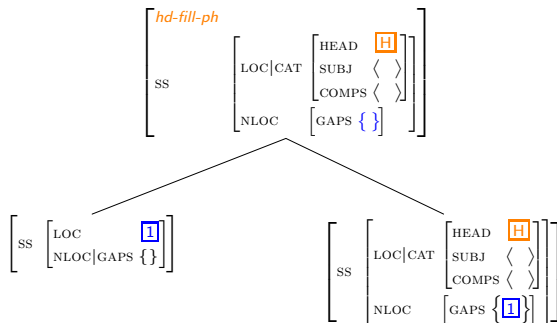 hd-fill-ph
HEAD H
LOC|CAT SUBJ ⟨ ⟩
COMPS ⟨ ⟩
SS
NLOC [GAPS { }]
LOC 1
SS
NLOC|GAPS {}
HEAD H
LOC|CAT SUBJ ⟨ ⟩
COMPS ⟨ ⟩
SS
NLOC [GAPS {1}]